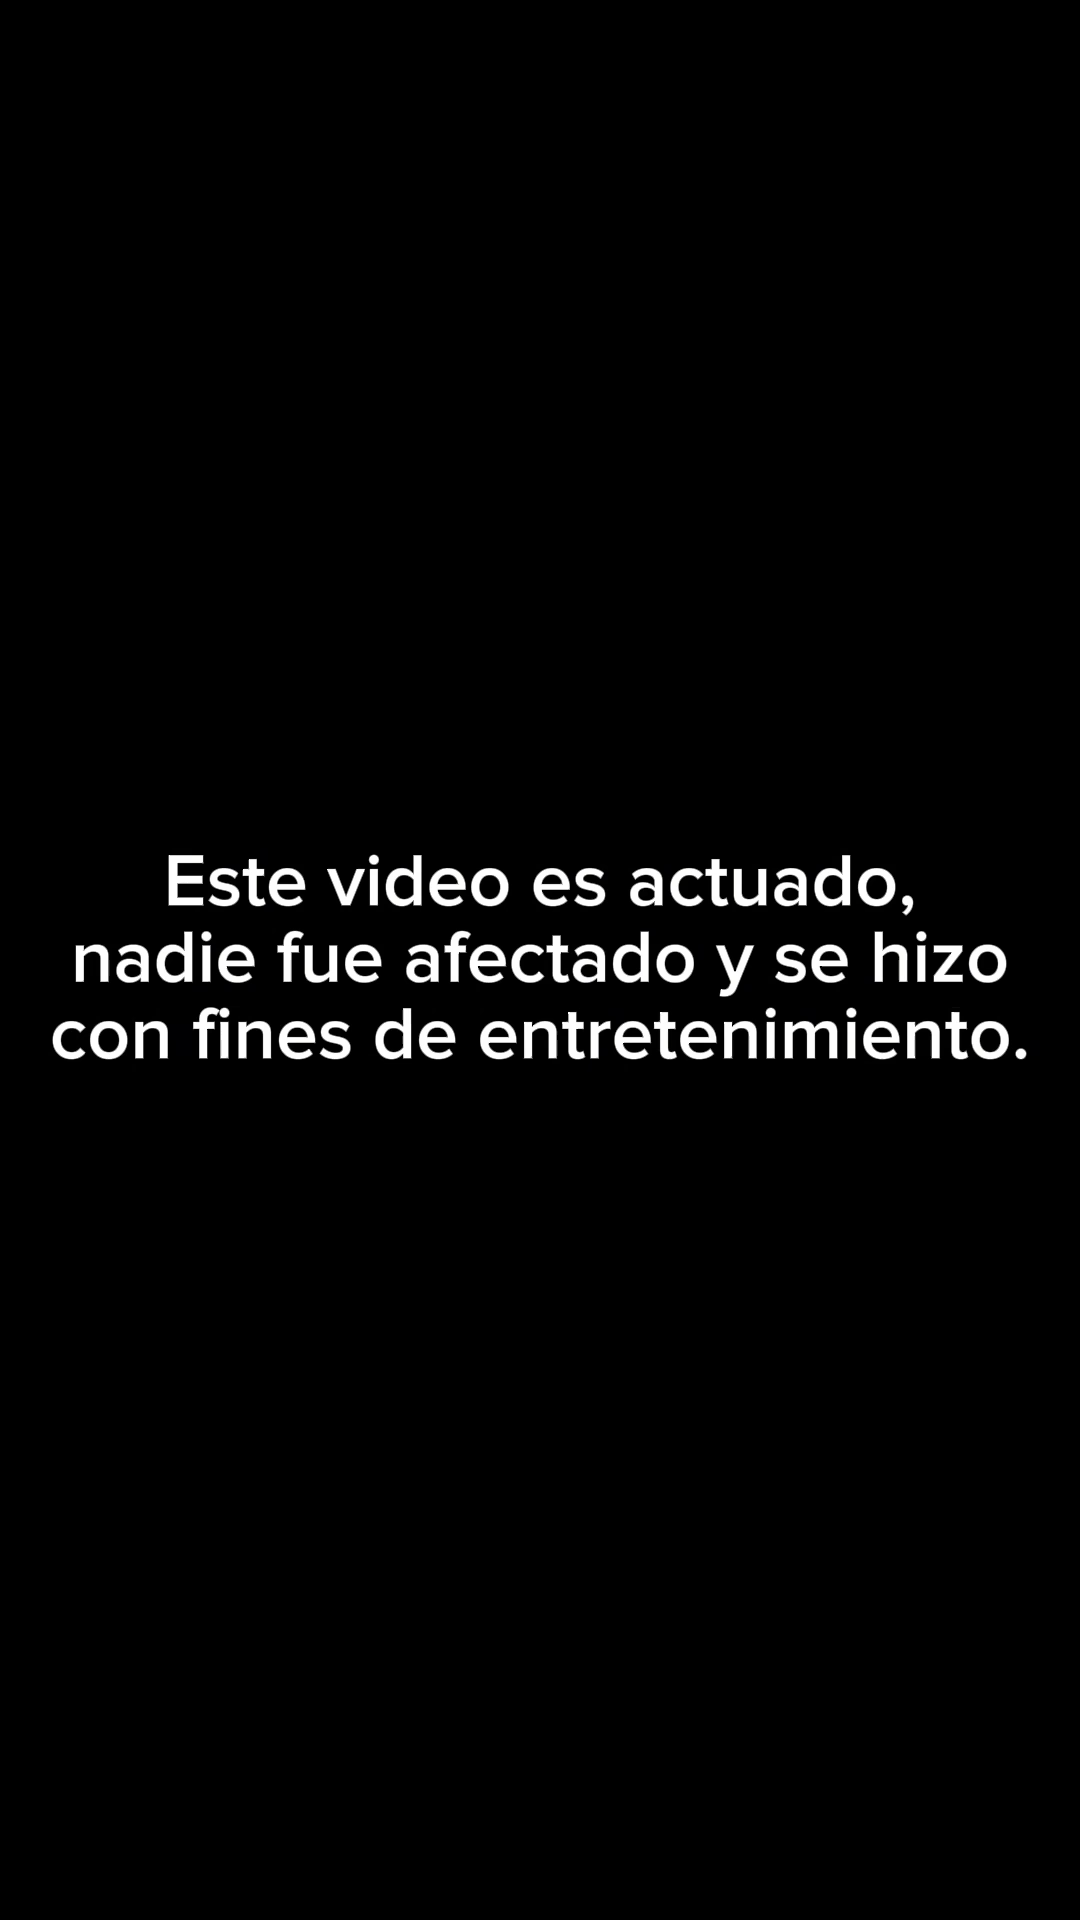 Este video es actuado,
nadie fue afectado y se hizo
con fines de entretenimiento.